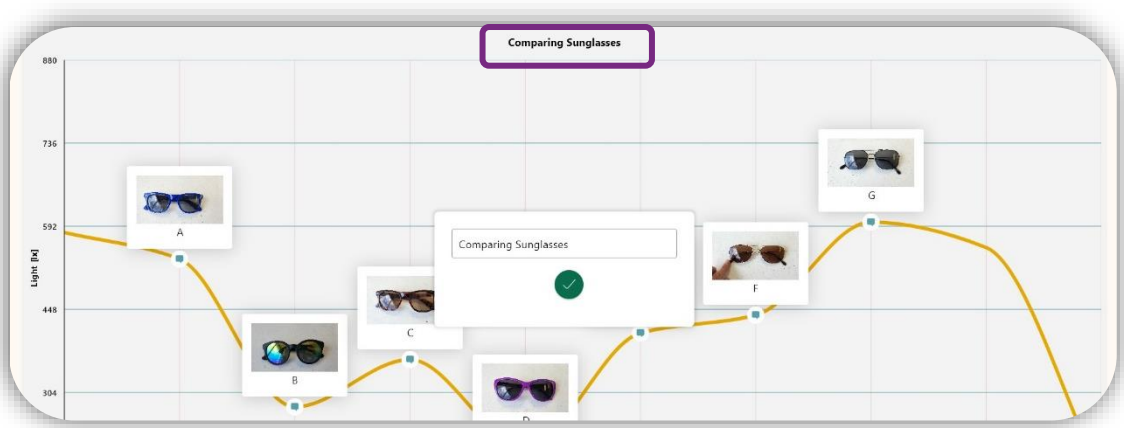 Comparing Sunglasses
880
736
592
448
304
Light [lx]
A
B
C
D
F
G
Comparing Sunglasses